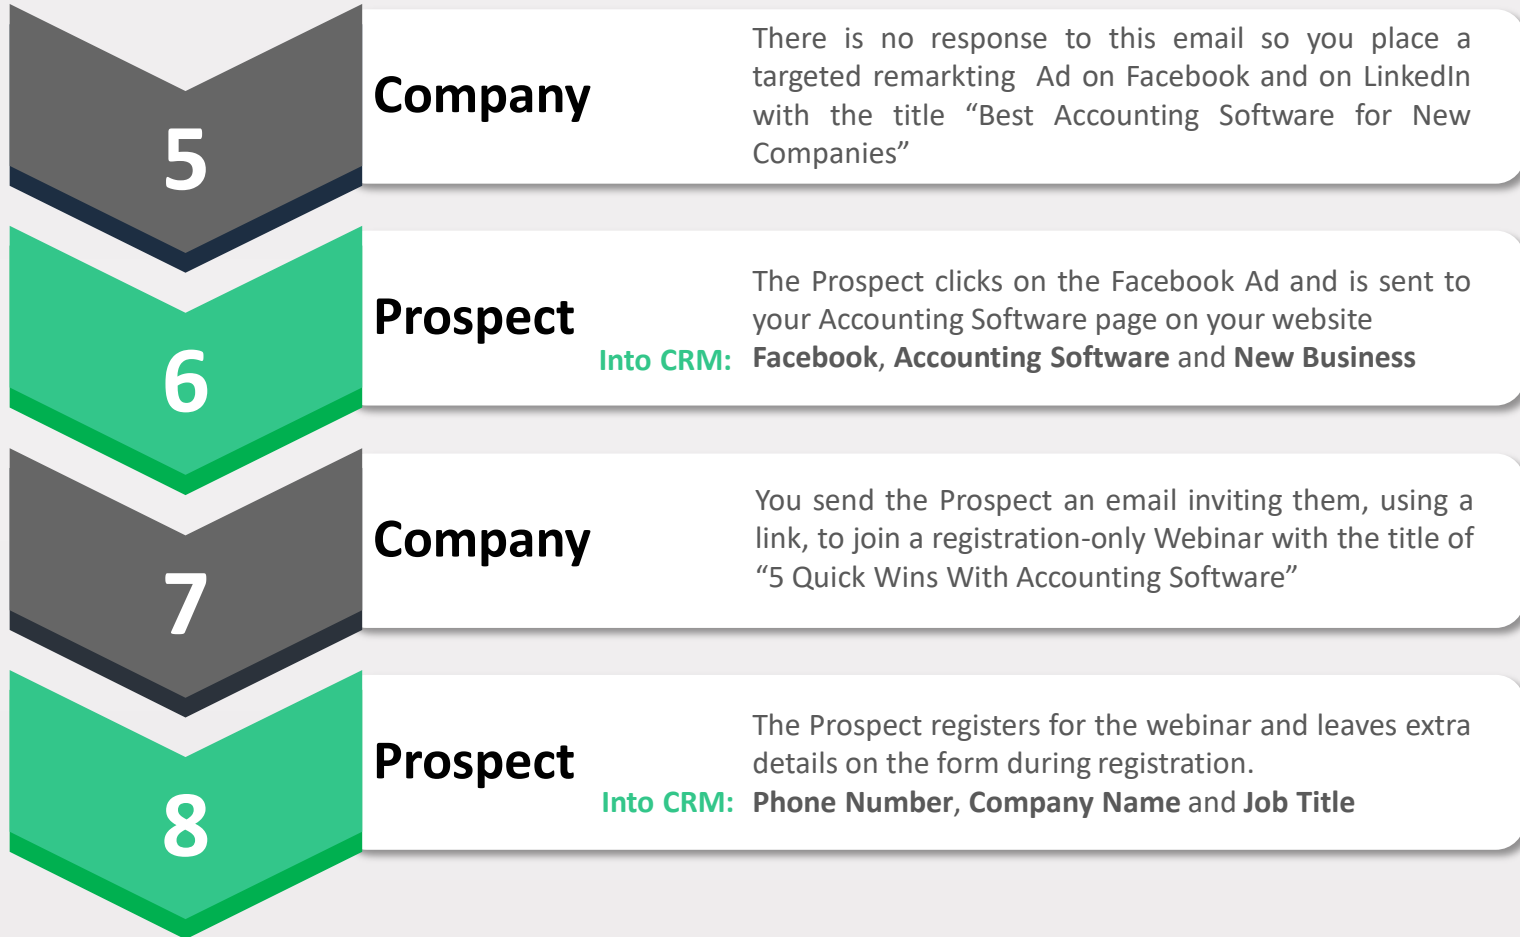 5
Company
There is no response to this email so you place a
targeted remarkting Ad on Facebook and on LinkedIn
with the title “Best Accounting Software for New
Companies”
6
Prospect
The Prospect clicks on the Facebook Ad and is sent to
your Accounting Software page on your website
Into CRM: Facebook, Accounting Software and New Business
7
Company
You send the Prospect an email inviting them, using a
link, to join a registration-only Webinar with the title of
“5 Quick Wins With Accounting Software”
8
Prospect
The Prospect registers for the webinar and leaves extra
details on the form during registration.
Into CRM: Phone Number, Company Name and Job Title